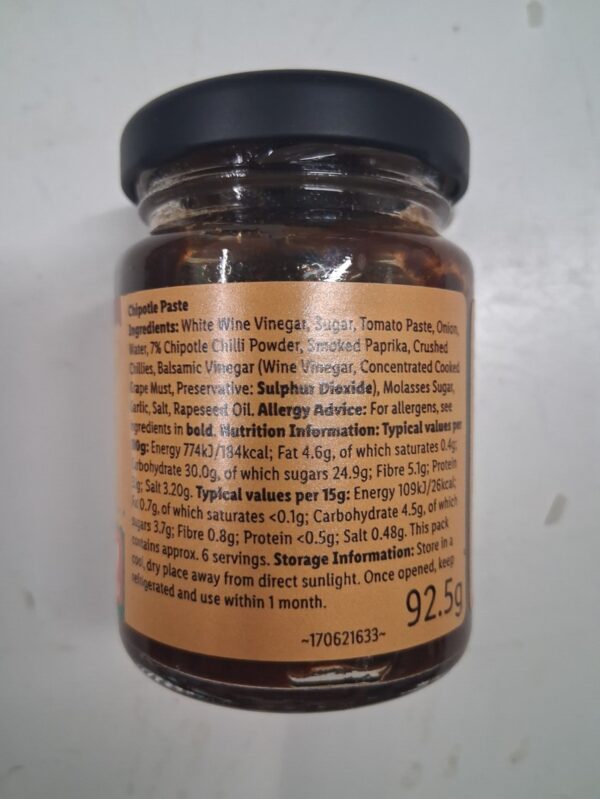 Chipotle Paste
Ingredients: White Wine Vinegar, Sugar, Tomato Paste, Onion,
Water, 7% Chipotle Chilli Powder, Smoked Paprika, Crushed
Chillies, Balsamic Vinegar (Wine Vinegar, Concentrated Cooked
Grape Must, Preservative: Sulphur Dioxide), Molasses Sugar,
Garlic, Salt, Rapeseed Oil. Allergy Advice: For allergens, see
ingredients in bold. Nutrition Information: Typical values per
100g: Energy 774kJ/184kcal; Fat 4.6g, of which saturates 0.4g;
Carbohydrate 30.0g, of which sugars 24.9g; Fibre 5.1g; Protein
Salt 3.20g. Typical values per 15g: Energy 109kJ/26kcal;
Fat 0.7g, of which saturates <0.1g; Carbohydrate 4.5g, of which
sugars 3.7g; Fibre 0.8g; Protein <0.5g; Salt 0.48g. This pack
contains approx. 6 servings. Storage Information: Store in a
cool, dry place away from direct sunlight. Once opened, keep
refrigerated and use within 1 month.
92.5g
~170621633~